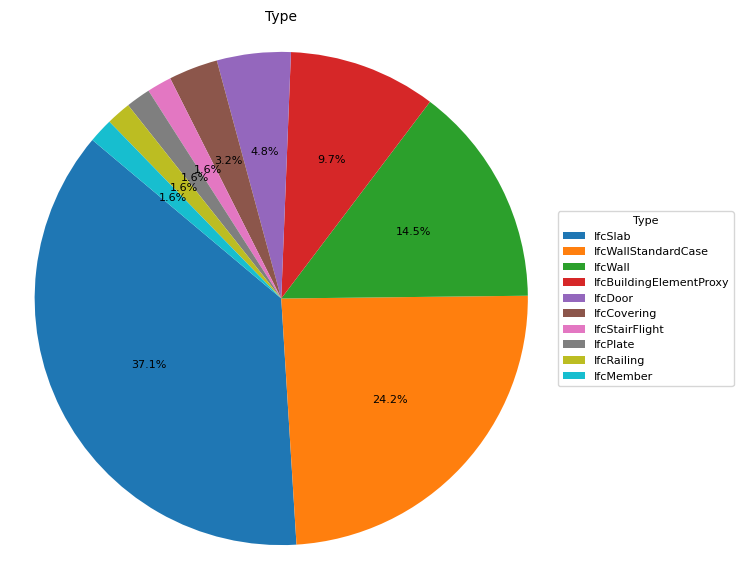 Type
4.8%
9.7%
3.2%
1.6%
1.6%
1.6%
1.6%
14.5%
37.1%
24.2%
Type
IfcSlab
IfcWallStandardCase
IfcWall
IfcBuildingElementProxy
IfcDoor
IfcCovering
IfcStairFlight
IfcPlate
IfcRailing
IfcMember